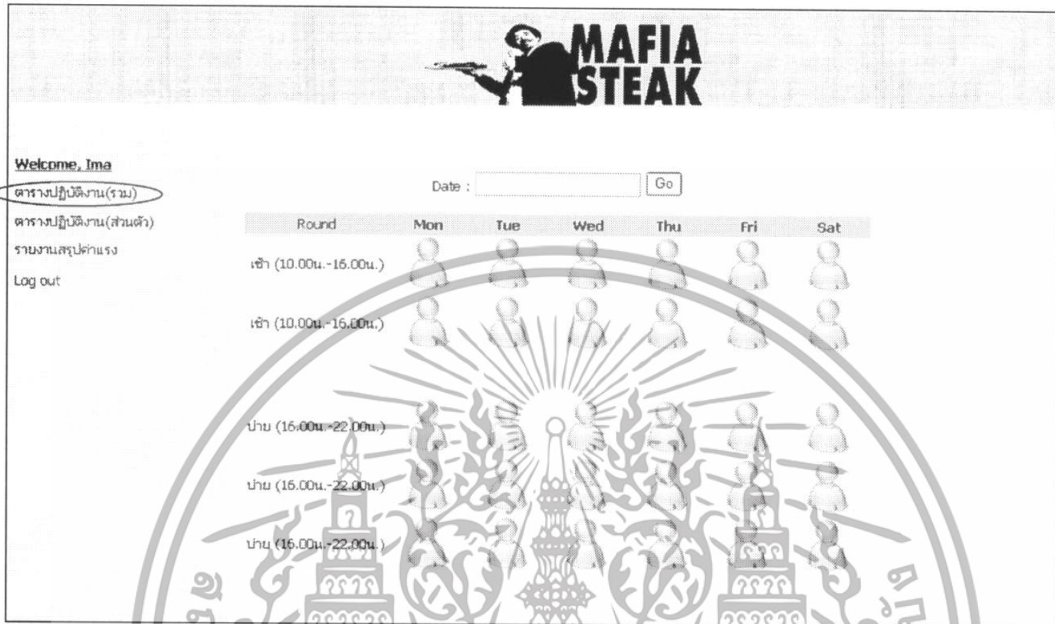 MAFIA
STEAK
Welcome, Ima
ตารางปฏิบัติงาน(รวม)
ตารางปฏิบัติงาน(ส่วนตัว)
รายงานสรุปค่าแรง
Log out
Date : Go
Round Mon Tue Wed Thu Fri Sat
เช้า (10.00น.-16.00น.)
เช้า (10.00น.-16.00น.)
บ่าย (16.00น.-22.00น.)
บ่าย (16.00น.-22.00น.)
บ่าย (16.00น.-22.00น.)